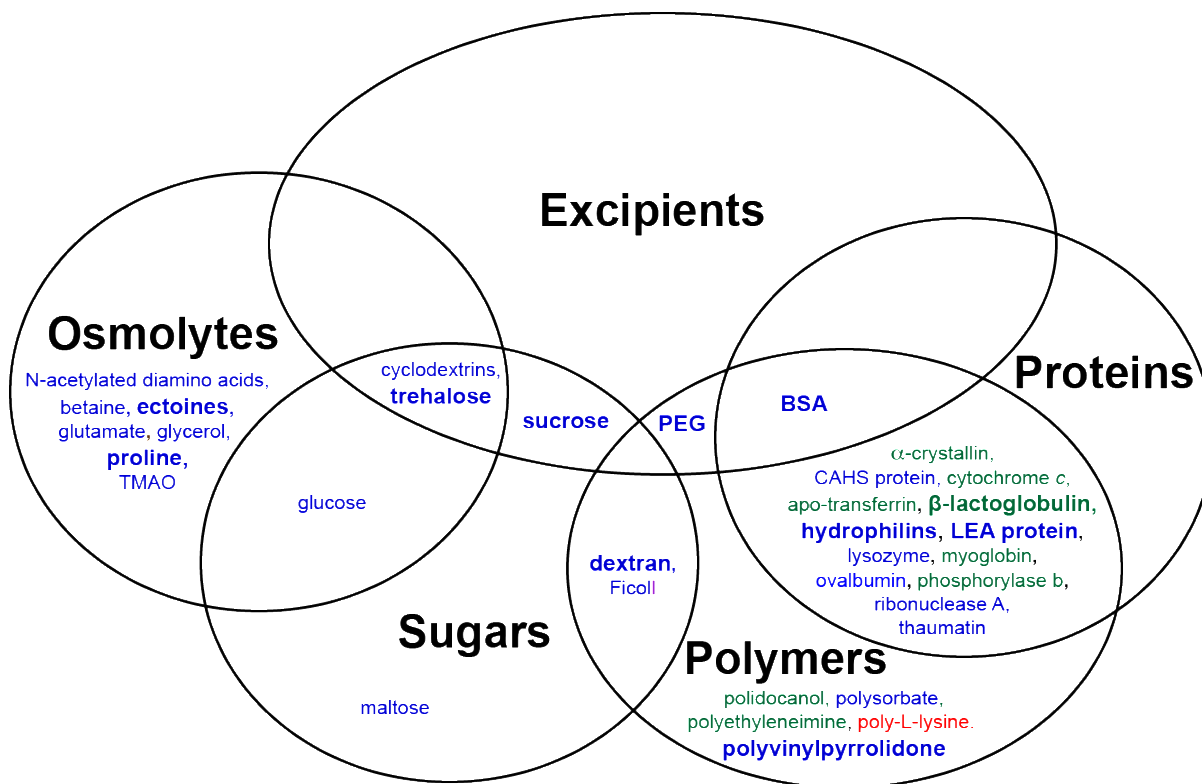 Excipients
Osmolytes
N-acetylated diamino acids,
betaine, ectoines,
glutamate, glycerol,
proline,
TMAO
cyclodextrins,
trehalose
sucrose
PEG
BSA
Proteins
α-crystallin,
CAHS protein, cytochrome c,
apo-transferrin, β-lactoglobulin,
hydrophilins, LEA protein,
lysozyme, myoglobin,
ovalbumin, phosphorylase b,
ribonuclease A,
thaumatin
glucose
dextran,
Ficoll
Sugars
maltose
Polymers
polidocanol, polysorbate,
polyethyleneimine, poly-L-lysine.
polyvinylpyrrolidone